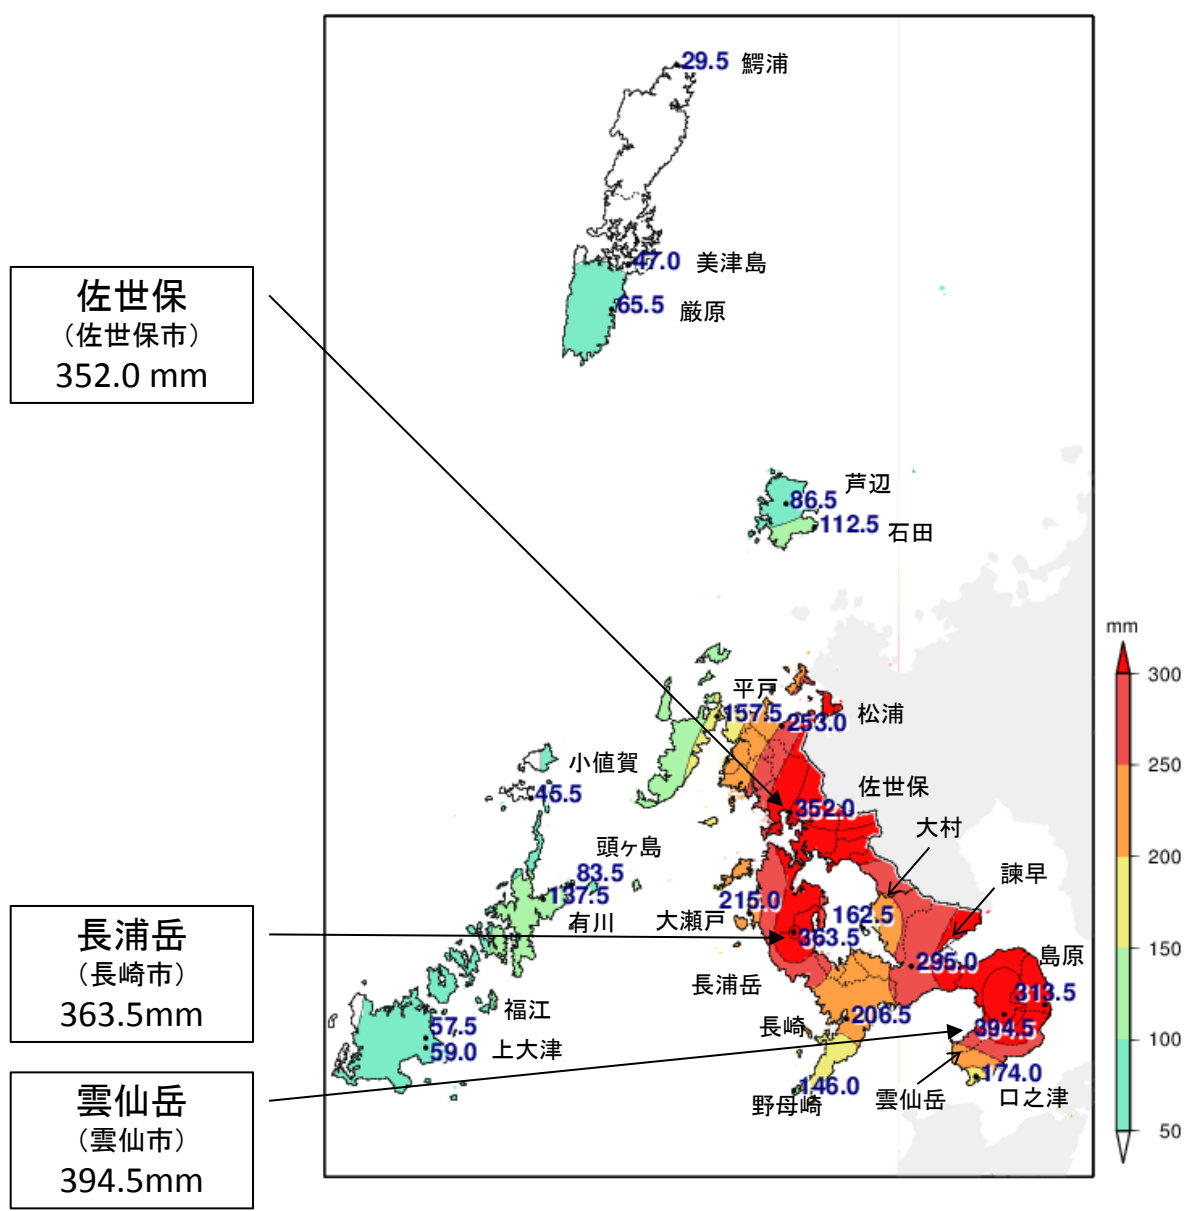 29.5 鰐浦
47.0 美津島
65.5 厳原
佐世保
（佐世保市）
352.0 mm
86.5 芦辺
112.5 石田
mm
300
250
200
150
100
50
平戸
157.5
253.0 松浦
小値賀
45.5
佐世保
352.0
大村
頭ヶ島
83.5
137.5
有川
諫早
215.0
大瀬戸
162.5
長浦岳
（長崎市）
363.5mm
363.5
長浦岳
295.0
島原
313.5
福江
57.5
59.0 上大津
長崎
206.5
394.5
雲仙岳
（雲仙市）
394.5mm
146.0
野母崎
雲仙岳
174.0
口之津